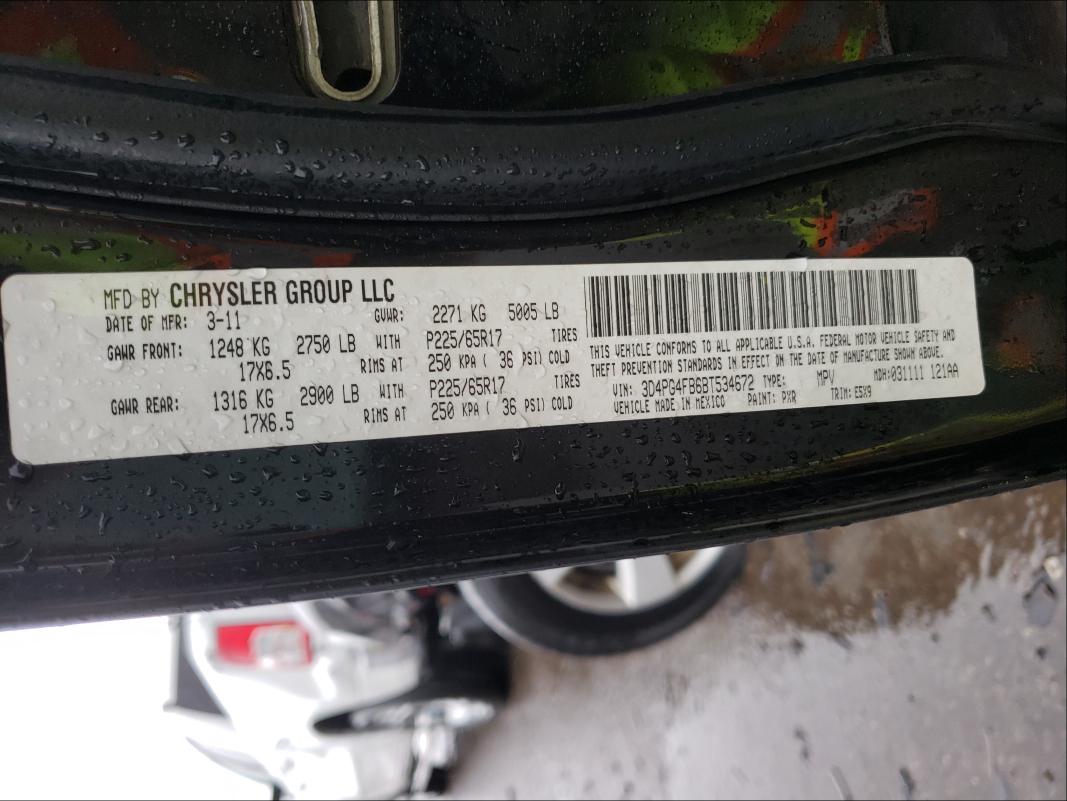 MFD BY CHRYSLER GROUP LLC
DATE OF MFR: 3-11 GVWR: 2271 KG 5005 LB
GAWR FRONT: 1248 KG 2750 LB WITH P225/65R17 TIRES
17X6.5 RIMS AT 250 KPA ( 36 PSI) COLD
GAWR REAR: 1316 KG 2900 LB WITH P225/65R17 TIRES
17X6.5 RIMS AT 250 KPA ( 36 PSI) COLD
THIS VEHICLE CONFORMS TO ALL APPLICABLE U.S.A. FEDERAL MOTOR VEHICLE SAFETY AND
THEFT PREVENTION STANDARDS IN EFFECT ON THE DATE OF MANUFACTURE SHOWN ABOVE.
VIN: 3D4PG4FB6BT534672 TYPE: MPV MDH:031111 121AA
VEHICLE MADE IN MEXICO PAINT: PXR TRIM: E5X9